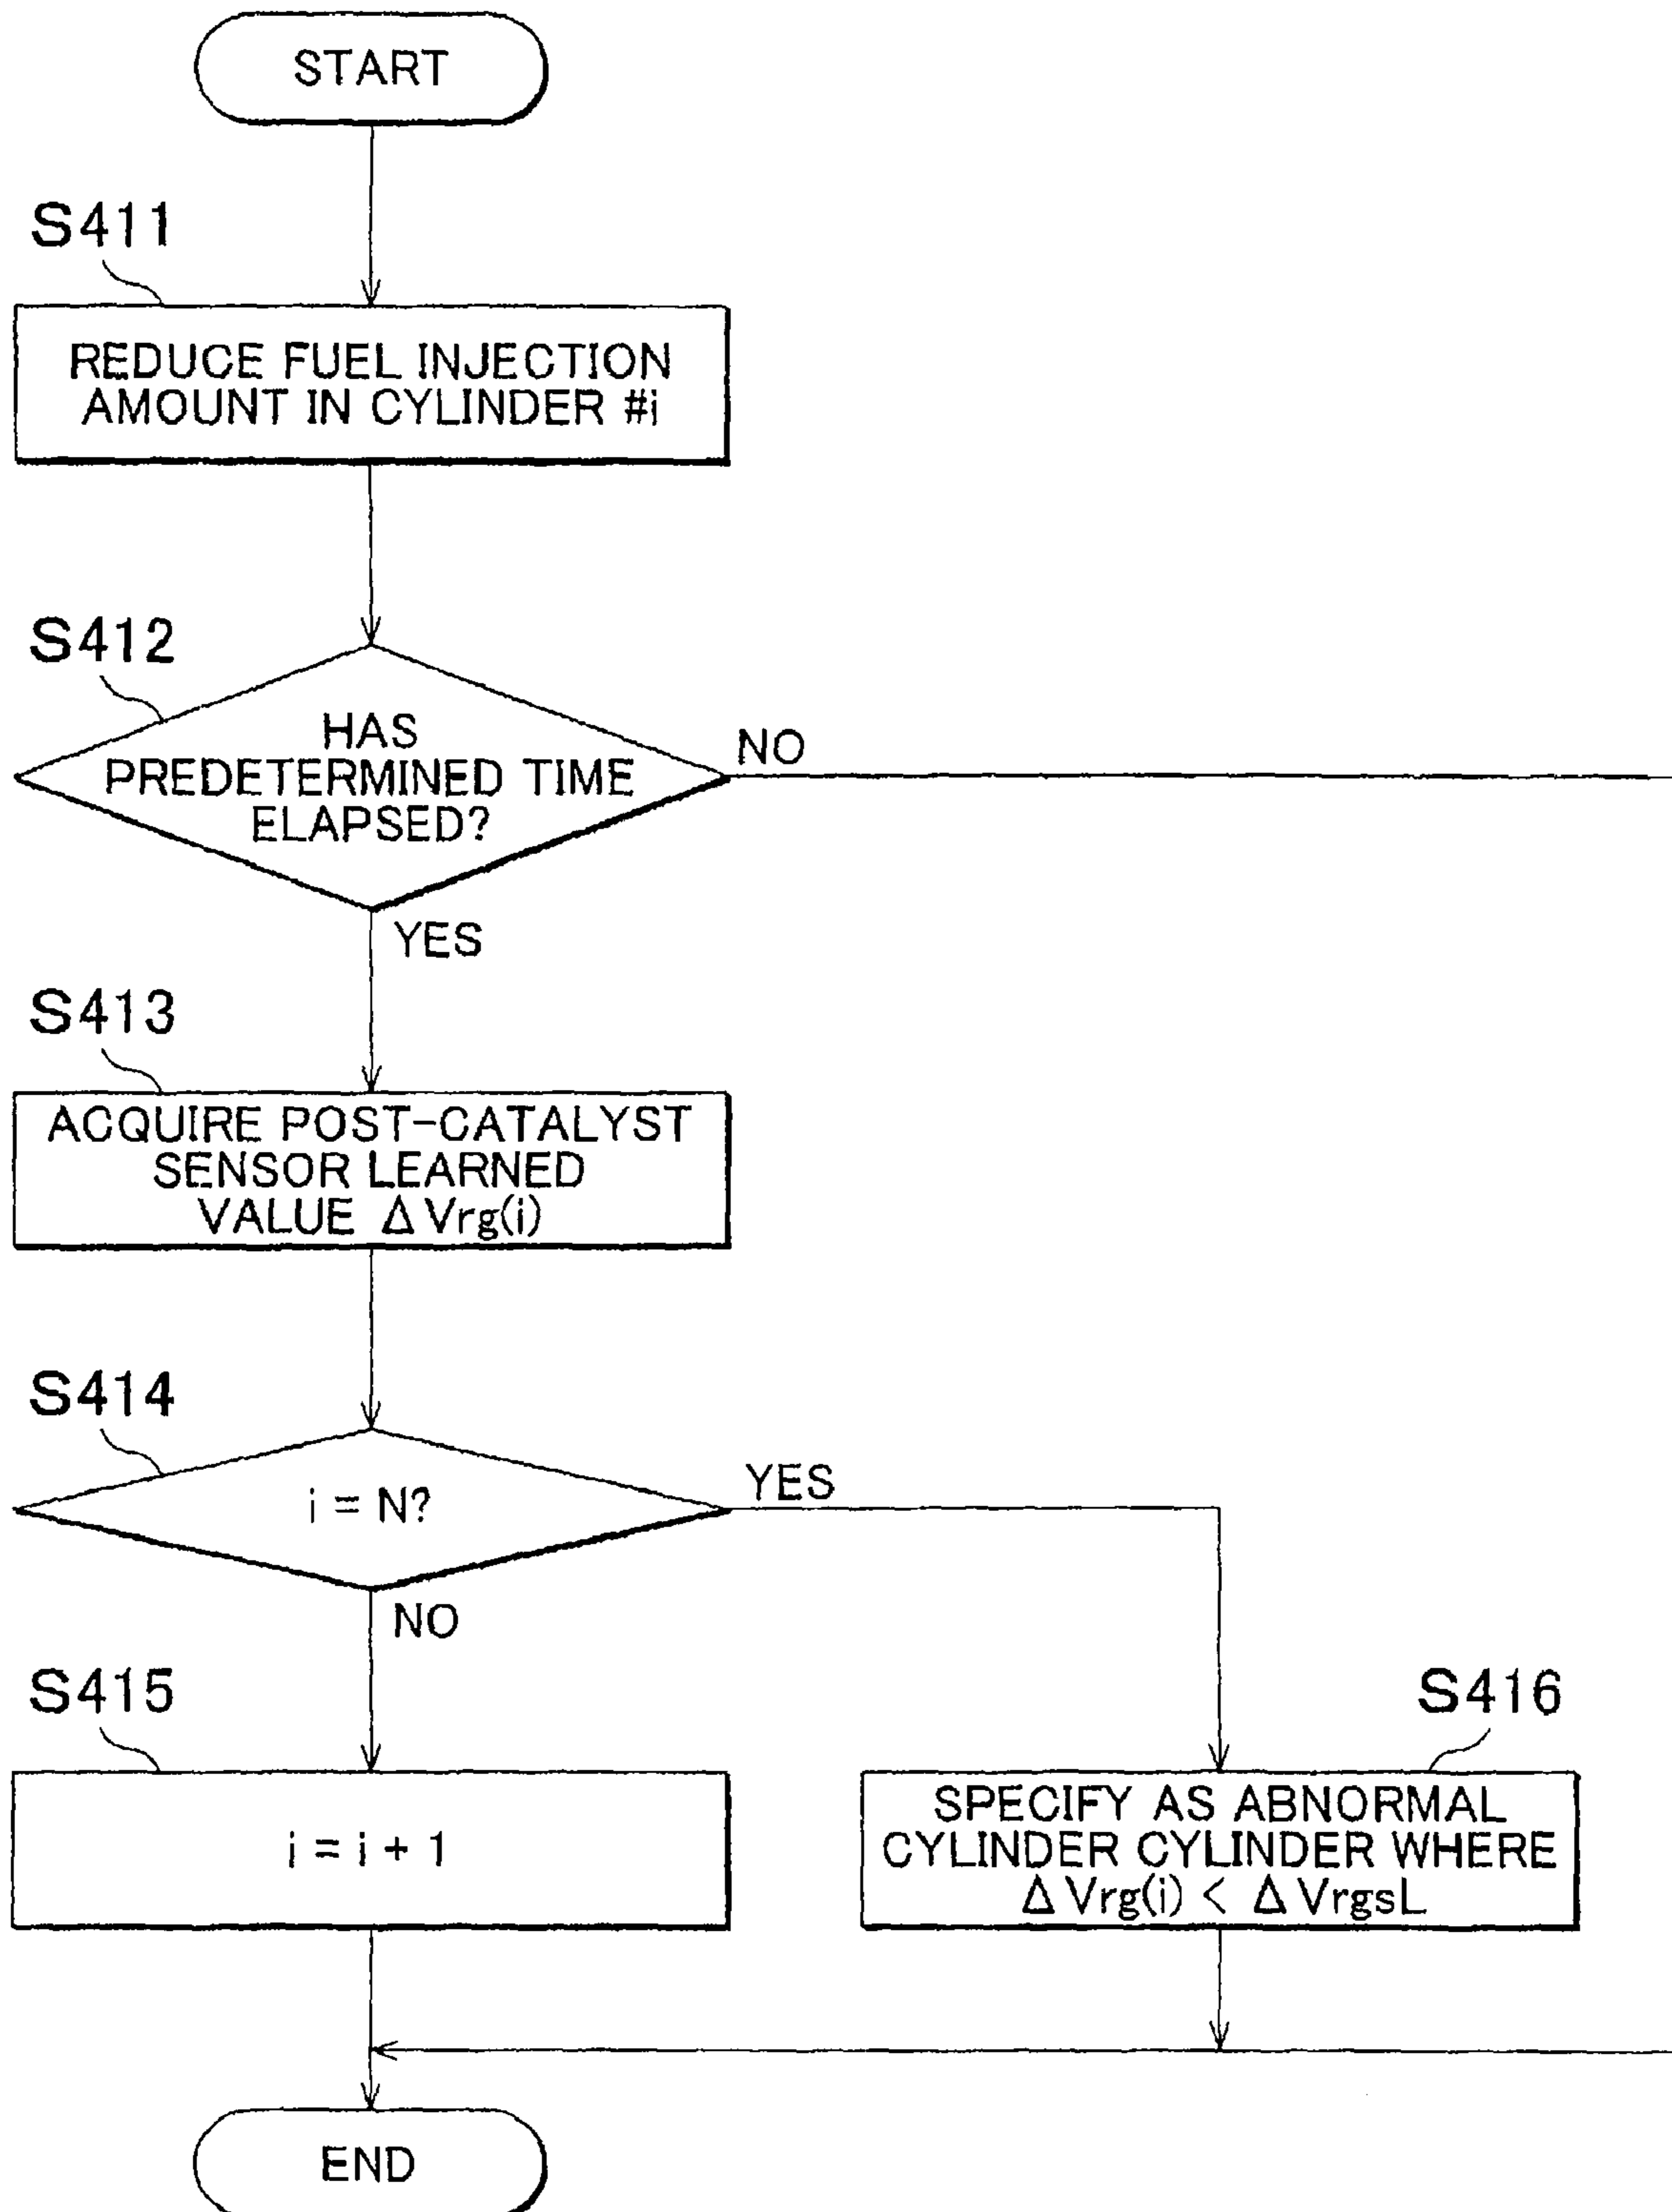 START
S411
REDUCE FUEL INJECTION
AMOUNT IN CYLINDER #i
S412
HAS
PREDETERMINED TIME
ELAPSED?
NO
YES
S413
ACQUIRE POST-CATALYST
SENSOR LEARNED
VALUE ΔVrg(i)
S414
i = N?
YES
NO
S415
i = i + 1
S416
SPECIFY AS ABNORMAL
CYLINDER CYLINDER WHERE
ΔVrg(i) < ΔVrgsL
END